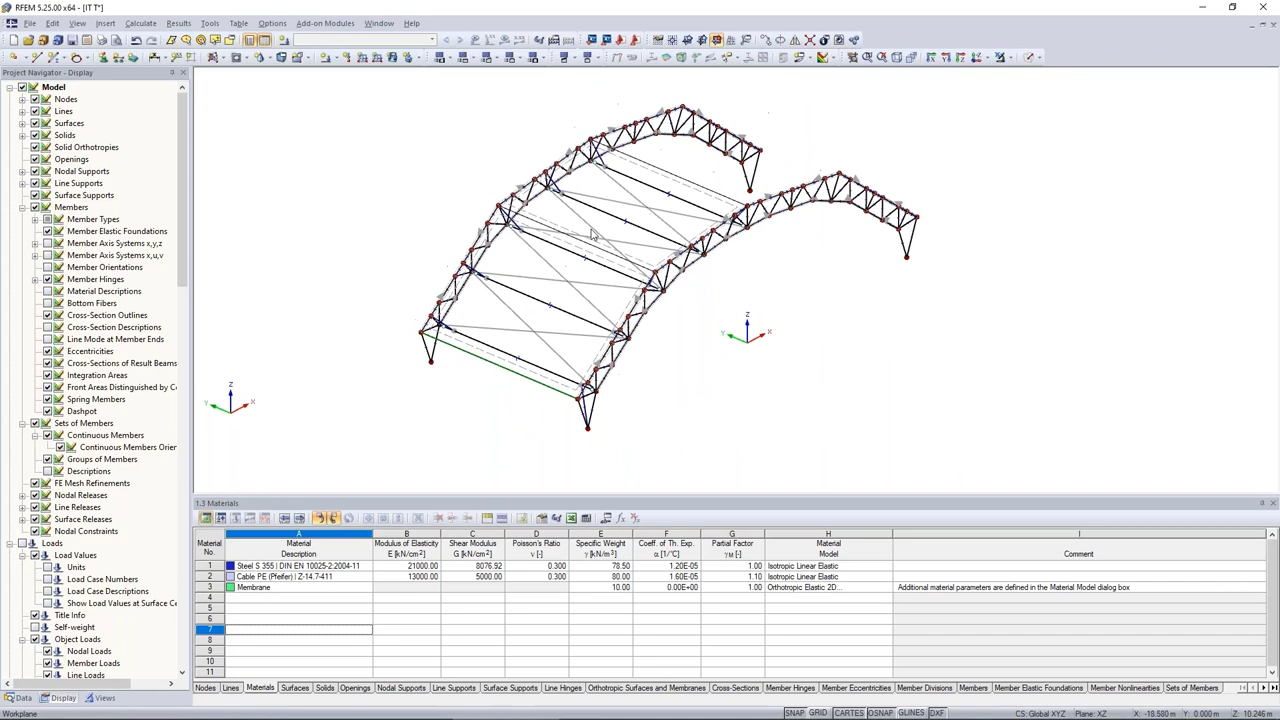 RFEM 5.25.00 x64 - [IT T*]
File Edit View Insert Calculate Results Tools Table Options Add-on Modules Window Help
Project Navigator - Display
Model
Nodes
Lines
Surfaces
Solids
Solid Orthotropies
Openings
Nodal Supports
Line Supports
Surface Supports
Members
Member Types
Member Elastic Foundations
Member Axis Systems x,y,z
Member Axis Systems x,u,v
Member Orientations
Member Hinges
Material Descriptions
Bottom Fibers
Cross-Section Outlines
Cross-Section Descriptions
Line Mode at Member Ends
Eccentricities
Cross-Sections of Result Beams
Integration Areas
Front Areas Distinguished by C
Spring Members
Dashpot
Sets of Members
Continuous Members
Continuous Members Orier
Groups of Members
Descriptions
FE Mesh Refinements
Nodal Releases
Line Releases
Surface Releases
Nodal Constraints
Loads
Load Values
Units
Load Case Numbers
Load Case Descriptions
Show Load Values at Surface Ce
Title Info
Self-weight
Object Loads
Nodal Loads
Member Loads
Line Loads
Data Display Views
Z
Y X
Z
Y X
1.3 Materials
A B C D E F G H I
Material Material Modulus of Elasticity Shear Modulus Poisson's Ratio Specific Weight Coeff. of Th. Exp. Partial Factor Material
No. Description E [kN/cm²] G [kN/cm²] ν [-] γ [kN/m³] α [1/°C] γM [-] Model Comment
1 Steel S 355 | DIN EN 10025-2:2004-11 21000.00 8076.92 0.300 78.50 1.20E-05 1.00 Isotropic Linear Elastic
2 Cable PE (Pfeifer) | Z-14.7-411 13000.00 5000.00 0.300 80.00 1.60E-05 1.10 Isotropic Linear Elastic
3 Membrane 10.00 0.00E+00 1.00 Orthotropic Elastic 2D... Additional material parameters are defined in the Material Model dialog box
4
5
6
7
8
9
10
11
Nodes Lines Materials Surfaces Solids Openings Nodal Supports Line Supports Surface Supports Line Hinges Orthotropic Surfaces and Membranes Cross-Sections Member Hinges Member Eccentricities Member Divisions Members Member Elastic Foundations Member Nonlinearities Sets of Members
Workplane SNAP GRID CARTES OSNAP GLINES DXF CS: Global XYZ Plane: XZ X: -18.580 m Y: 0.000 m Z: 10.246 m